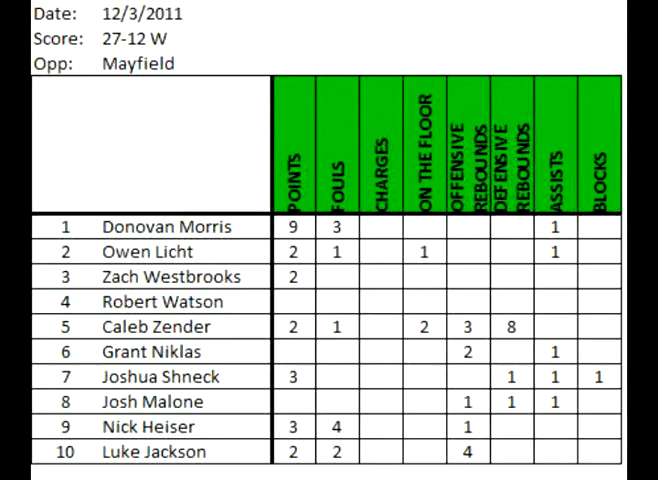 Date: 12/3/2011
Score: 27-12 W
Opp: Mayfield
POINTS FOULS CHARGES ON THE FLOOR OFFENSIVE REBOUNDS DEFENSIVE REBOUNDS ASSISTS BLOCKS
1 Donovan Morris 9 3 1
2 Owen Licht 2 1 1 1
3 Zach Westbrooks 2
4 Robert Watson
5 Caleb Zender 2 1 2 3 8
6 Grant Niklas 2 1
7 Joshua Shneck 3 1 1 1
8 Josh Malone 1 1 1
9 Nick Heiser 3 4 1
10 Luke Jackson 2 2 4